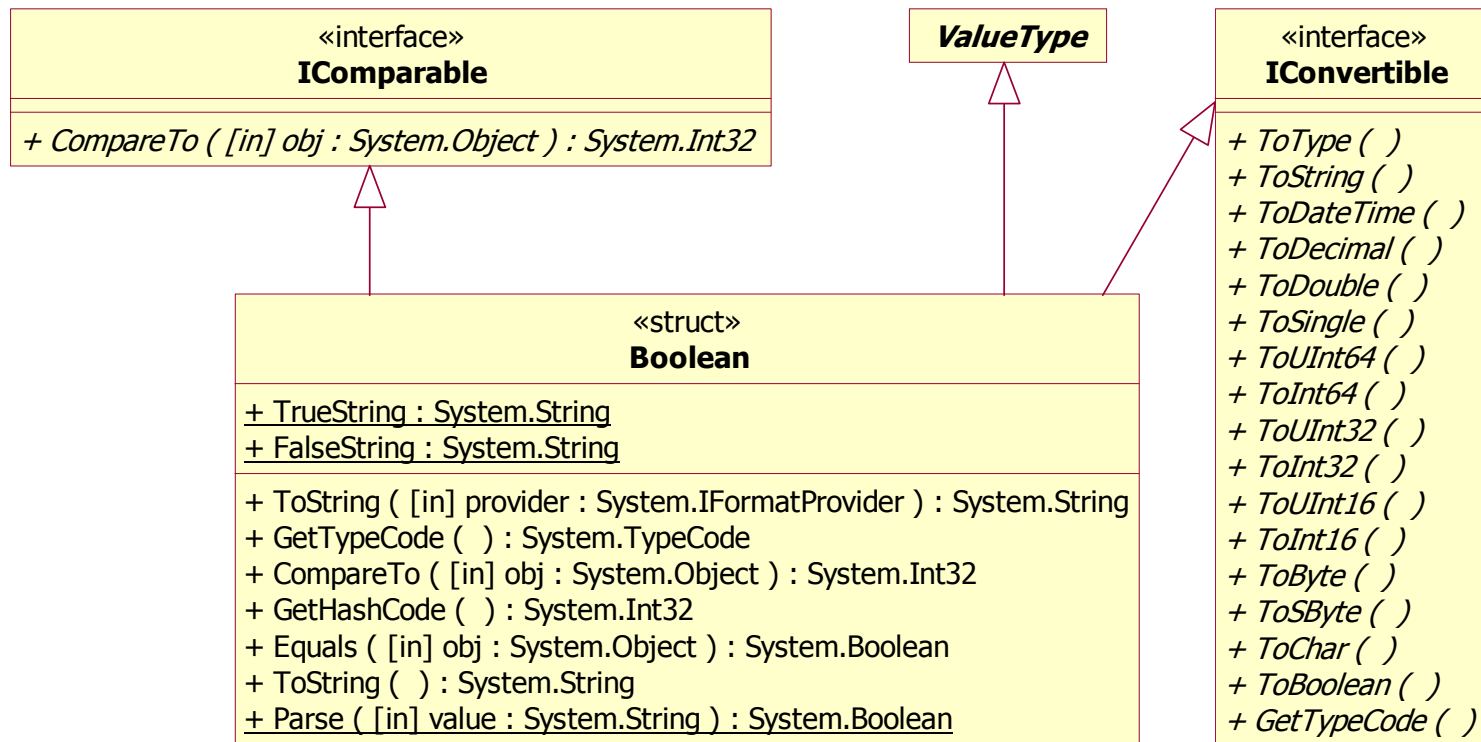 «interface»
IComparable
+ CompareTo ( [in] obj : System.Object ) : System.Int32
ValueType
«interface»
IConvertible
+ ToType ( )
+ ToString ( )
+ ToDateTime ( )
+ ToDecimal ( )
+ ToDouble ( )
+ ToSingle ( )
+ ToUInt64 ( )
+ ToInt64 ( )
+ ToUInt32 ( )
+ ToInt32 ( )
+ ToUInt16 ( )
+ ToInt16 ( )
+ ToByte ( )
+ ToSByte ( )
+ ToChar ( )
+ ToBoolean ( )
+ GetTypeCode ( )
«struct»
Boolean
+ TrueString : System.String
+ FalseString : System.String
+ ToString ( [in] provider : System.IFormatProvider ) : System.String
+ GetTypeCode ( ) : System.TypeCode
+ CompareTo ( [in] obj : System.Object ) : System.Int32
+ GetHashCode ( ) : System.Int32
+ Equals ( [in] obj : System.Object ) : System.Boolean
+ ToString ( ) : System.String
+ Parse ( [in] value : System.String ) : System.Boolean